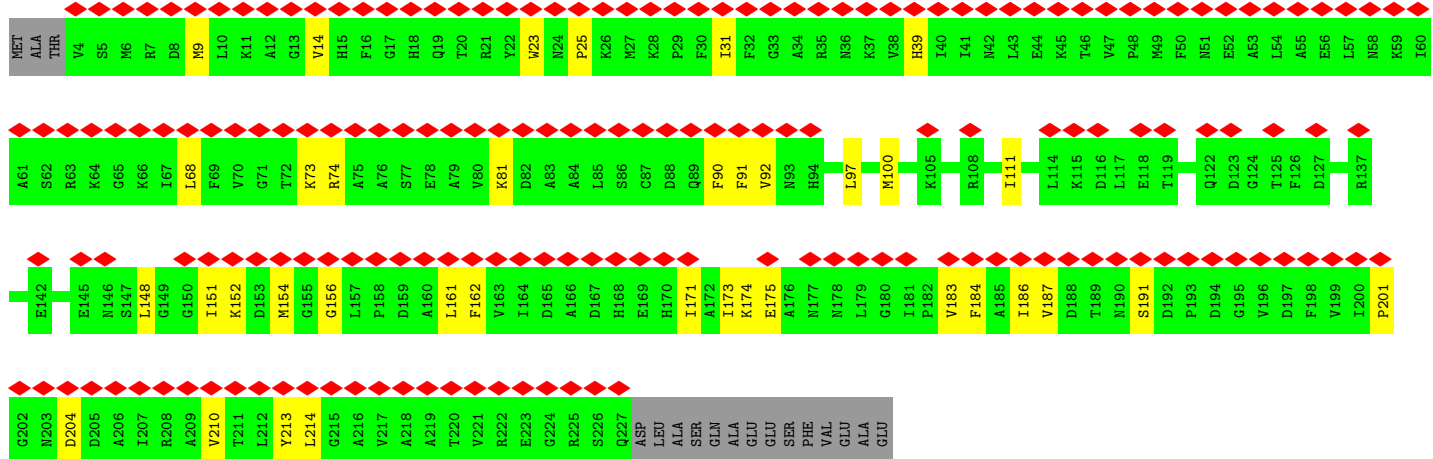 MET ALA THR V4 S5 M6 R7 D8 M9 L10 K11 A12 G13 V14 H15 F16 G17 H18 Q19 T20 R21 Y22 W23 N24 P25 K26 M27 K28 P29 F30 I31 F32 G33 A34 R35 N36 K37 V38 H39 I40 I41 N42 L43 E44 K45 T46 V47 P48 M49 F50 N51 E52 A53 L54 A55 E56 L57 N58 K59 I60
A61 S62 R63 K64 G65 K66 I67 L68 F69 V70 G71 T72 K73 R74 A75 A76 S77 E78 A79 V80 K81 D82 A83 A84 L85 S86 C87 D88 Q89 F90 F91 V92 N93 H94 L97 M100 K105 R108 I111 L114 K115 D116 L117 E118 T119 Q122 D123 G124 T125 F126 D127 R137
E142 E145 N146 S147 L148 G149 G150 I151 K152 D153 M154 G155 G156 L157 P158 D159 A160 L161 F162 V163 I164 D165 A166 D167 H168 E169 H170 I171 A172 I173 K174 E175 A176 N177 N178 L179 G180 I181 P182 V183 F184 A185 I186 V187 D188 T189 N190 S191 D192 P193 D194 G195 V196 D197 F198 V199 I200 P201
G202 N203 D204 D205 A206 I207 R208 A209 V210 T211 L212 Y213 L214 G215 A216 V217 A218 A219 T220 V221 R222 E223 G224 R225 S226 Q227 ASP LEU ALA SER GLN ALA GLU GLU SER PHE VAL GLU ALA GLU